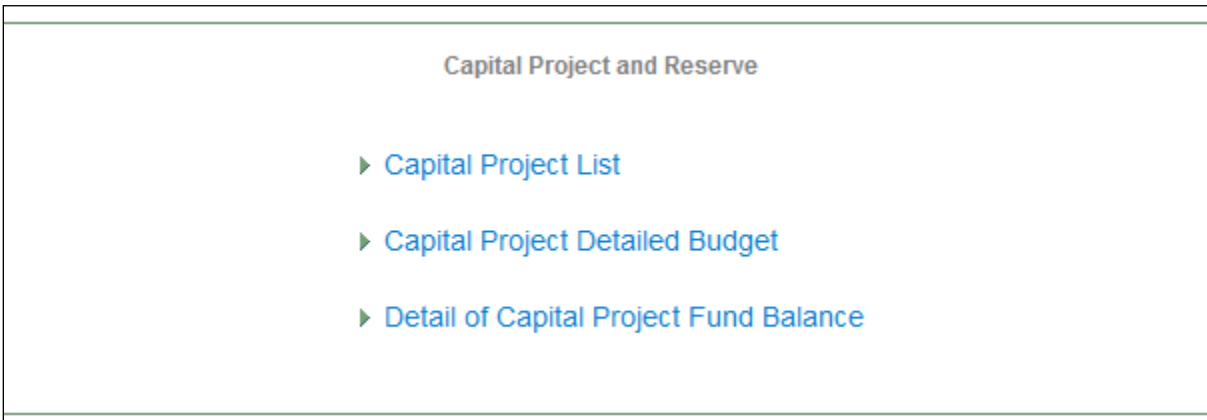 Capital Project and Reserve
Capital Project List
Capital Project Detailed Budget
Detail of Capital Project Fund Balance